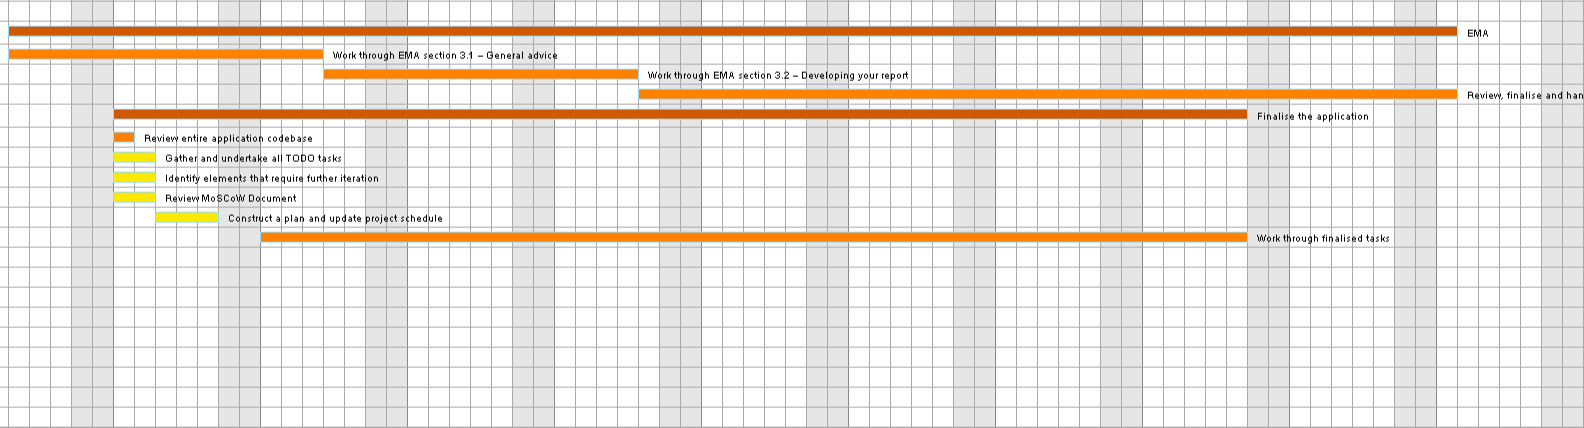 EMA
Work through EMA section 3.1 – General advice
Work through EMA section 3.2 – Developing your report
Review, finalise and han
Finalise the application
Review entire application codebase
Gather and undertake all TODO tasks
Identify elements that require further iteration
Review MoSCoW Document
Construct a plan and update project schedule
Work through finalised tasks